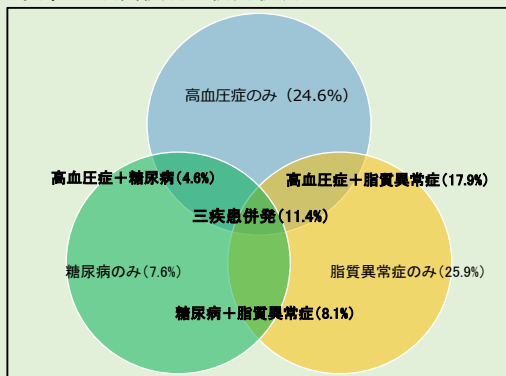 高血圧症のみ（24.6%）
高血圧症＋糖尿病(4.6%)
高血圧症＋脂質異常症(17.9%)
三疾患併発(11.4%)
糖尿病のみ(7.6%)
脂質異常症のみ(25.9%)
糖尿病＋脂質異常症(8.1%)